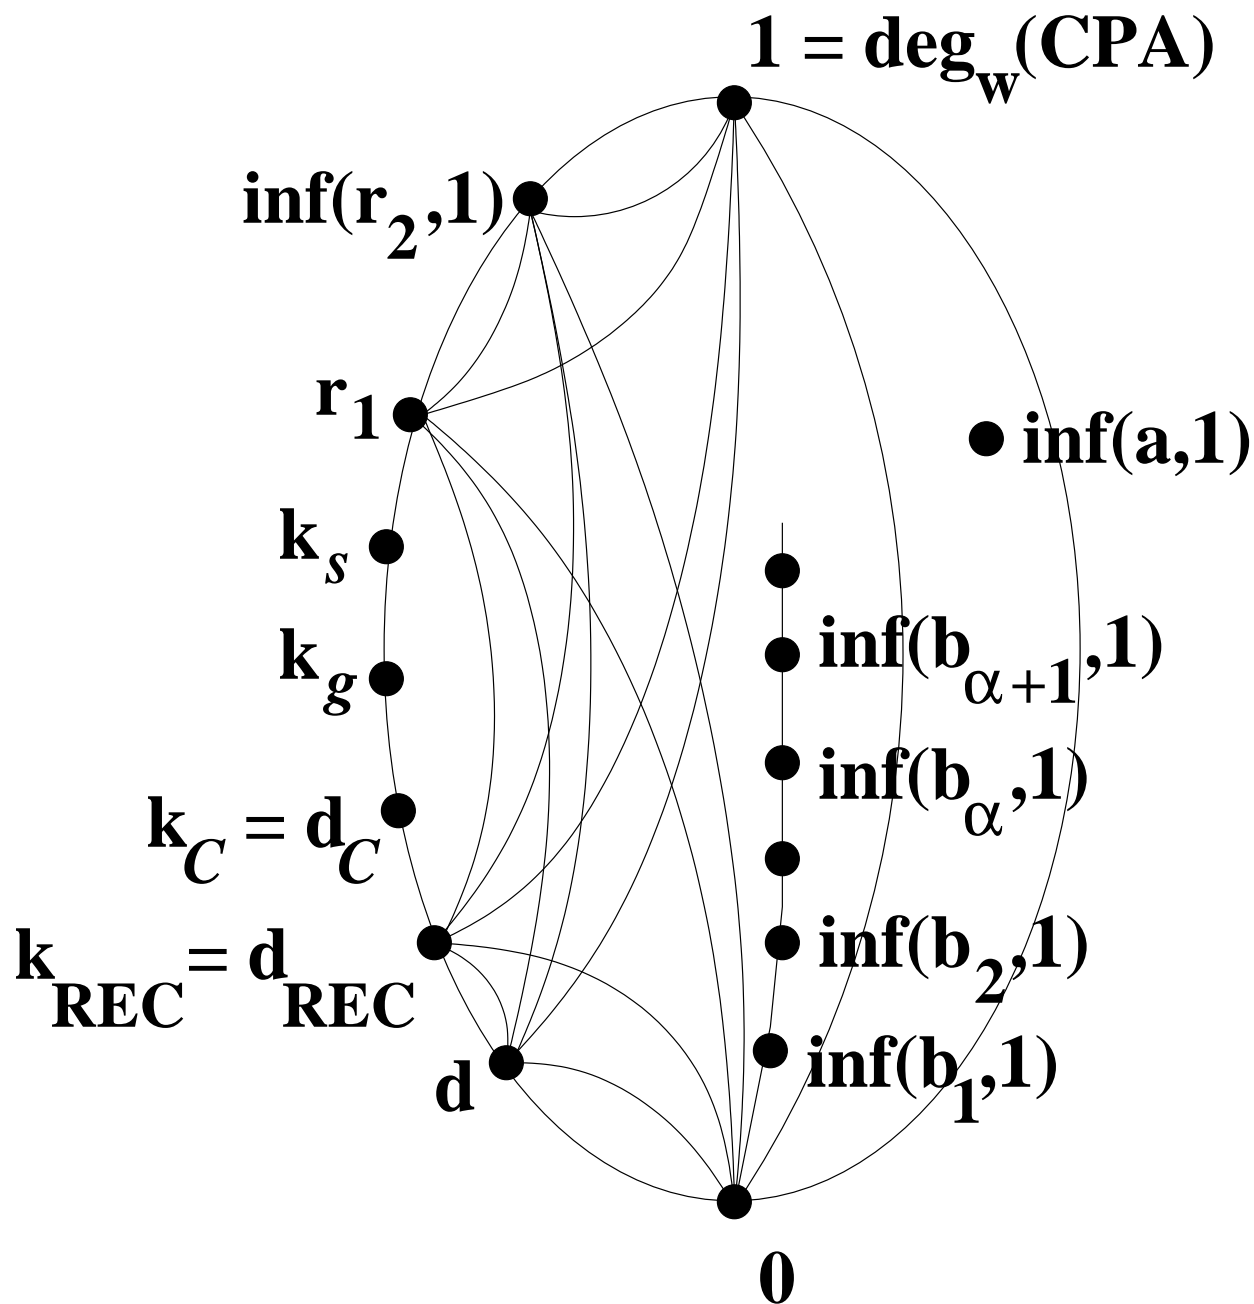 1 = deg_w(CPA)
inf(r_2,1)
r_1
inf(a,1)
k_s
k_g
inf(b_{α+1},1)
inf(b_α,1)
k_C = d_C
inf(b_2,1)
k_REC = d_REC
inf(b_1,1)
d
0